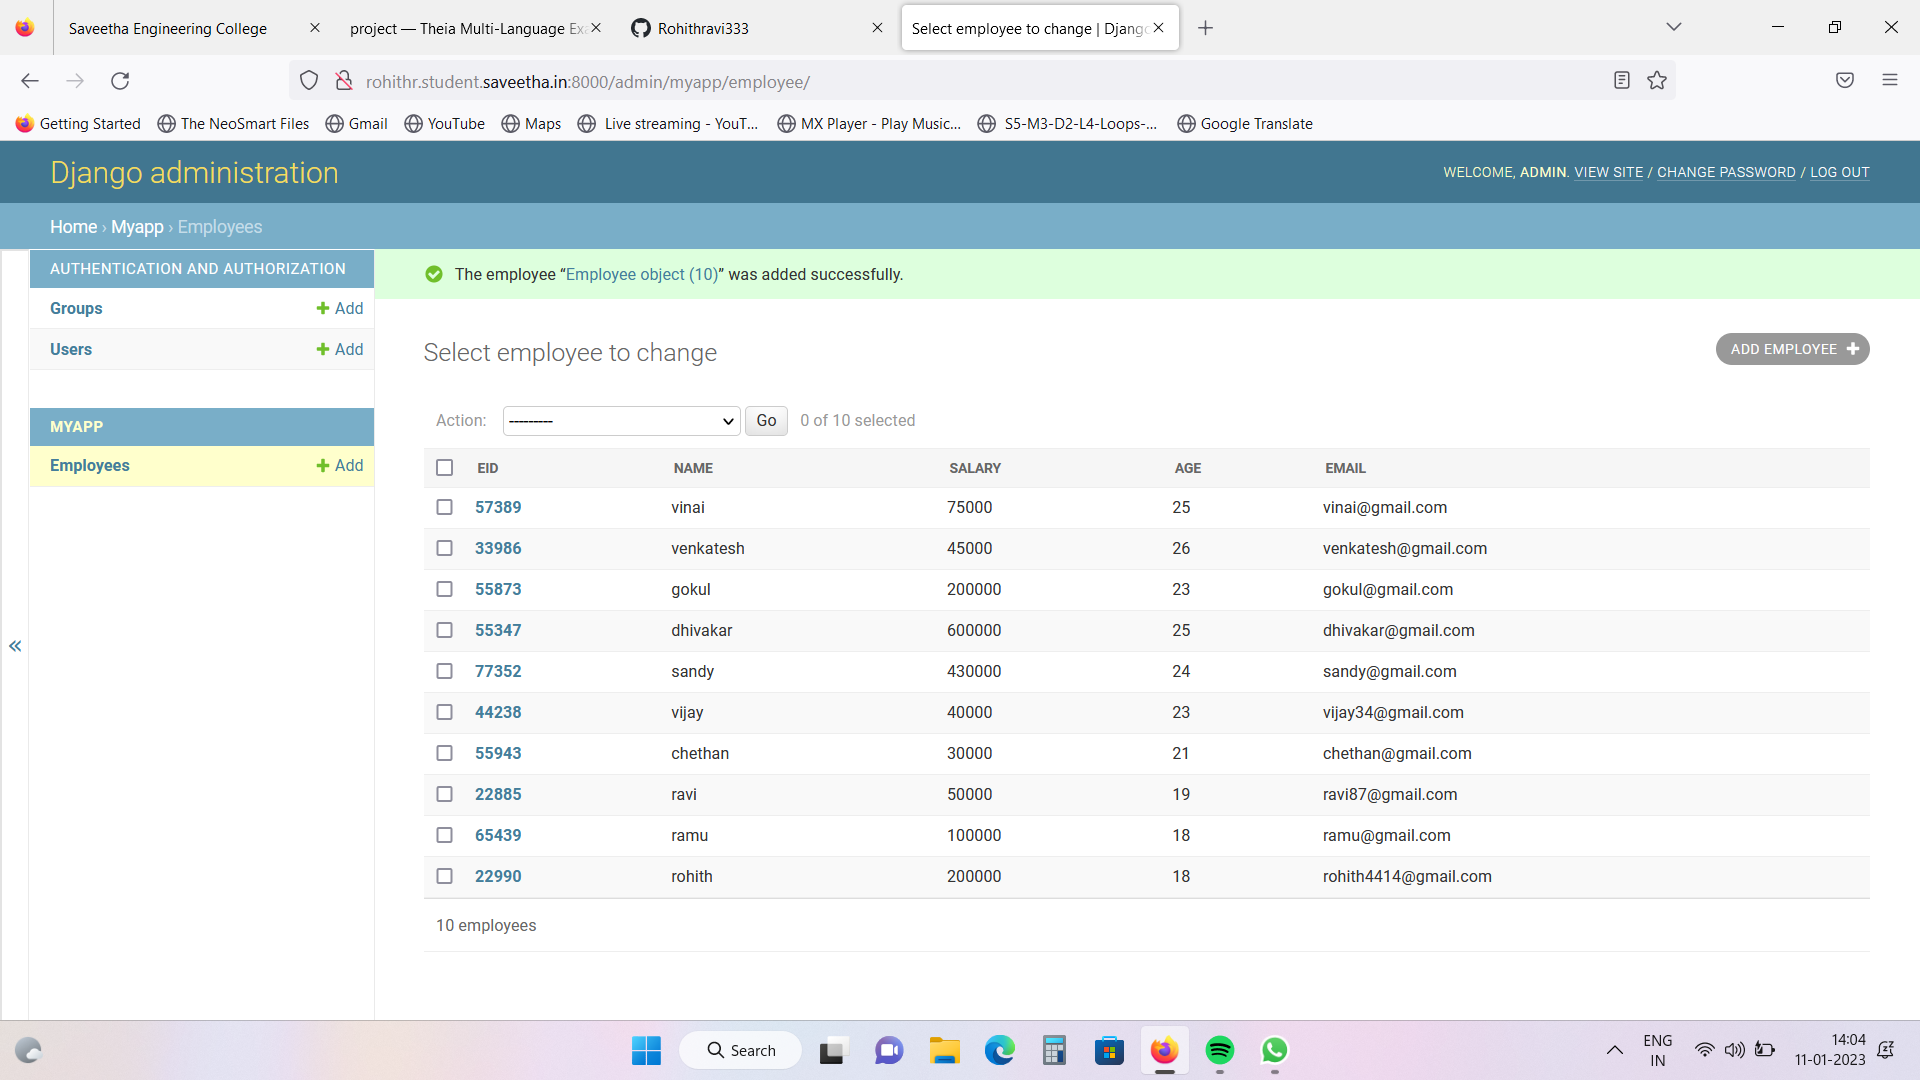 Saveetha Engineering College
project — Theia Multi-Language Exa
Rohithravi333
Select employee to change | Django
rohithr.student.saveetha.in:8000/admin/myapp/employee/
Getting Started The NeoSmart Files Gmail YouTube Maps Live streaming - YouT... MX Player - Play Music... S5-M3-D2-L4-Loops-... Google Translate
Django administration
WELCOME, ADMIN. VIEW SITE / CHANGE PASSWORD / LOG OUT
Home › Myapp › Employees
AUTHENTICATION AND AUTHORIZATION
Groups + Add
Users + Add
MYAPP
Employees + Add
«
The employee “Employee object (10)” was added successfully.
Select employee to change
ADD EMPLOYEE +
Action: --------- Go 0 of 10 selected
EID NAME SALARY AGE EMAIL
57389 vinai 75000 25 vinai@gmail.com
33986 venkatesh 45000 26 venkatesh@gmail.com
55873 gokul 200000 23 gokul@gmail.com
55347 dhivakar 600000 25 dhivakar@gmail.com
77352 sandy 430000 24 sandy@gmail.com
44238 vijay 40000 23 vijay34@gmail.com
55943 chethan 30000 21 chethan@gmail.com
22885 ravi 50000 19 ravi87@gmail.com
65439 ramu 100000 18 ramu@gmail.com
22990 rohith 200000 18 rohith4414@gmail.com
10 employees
Search
ENG
IN
14:04
11-01-2023